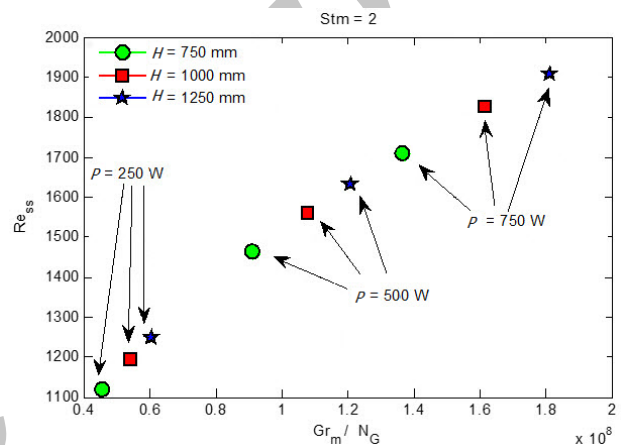 Stm = 2
2000
1900
1800
1700
1600
1500
1400
1300
1200
1100
Re_ss
H = 750 mm
H = 1000 mm
H = 1250 mm
P = 250 W
P = 750 W
P = 500 W
0.4 0.6 0.8 1 1.2 1.4 1.6 1.8 2
Gr_m / N_G
x 10^8